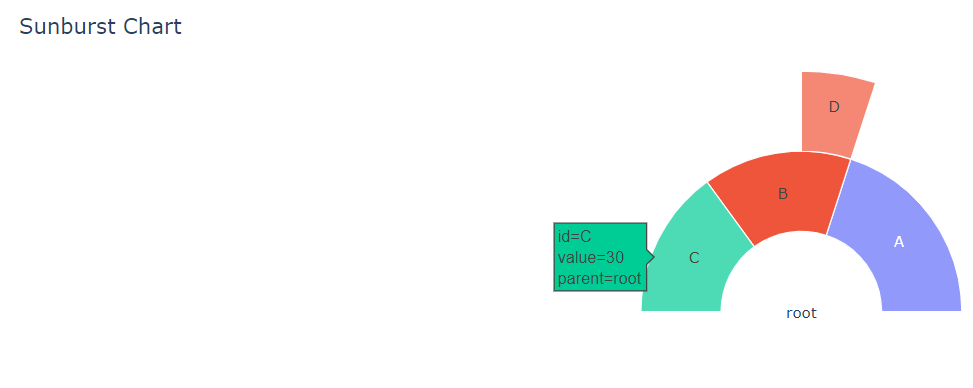 Sunburst Chart
D
B
A
id=C
value=30
parent=root
C
root